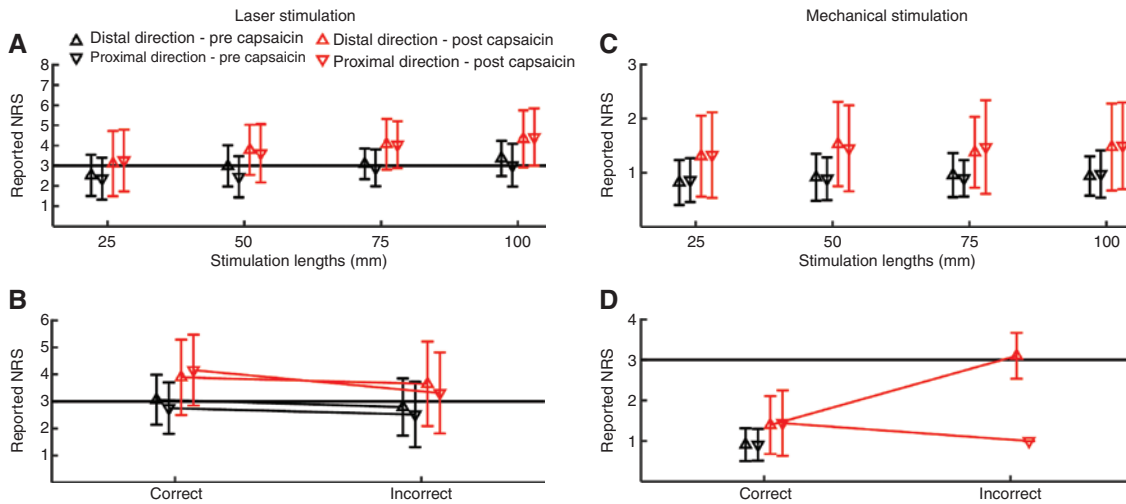 Laser stimulation
Mechanical stimulation
A
Distal direction - pre capsaicin
Distal direction - post capsaicin
Proximal direction - pre capsaicin
Proximal direction - post capsaicin
Reported NRS
8
7
6
5
4
3
2
1
25 50 75 100
Stimulation lengths (mm)
C
Reported NRS
3
2
1
25 50 75 100
Stimulation lengths (mm)
B
Reported NRS
6
5
4
3
2
1
Correct Incorrect
D
Reported NRS
4
3
2
1
Correct Incorrect